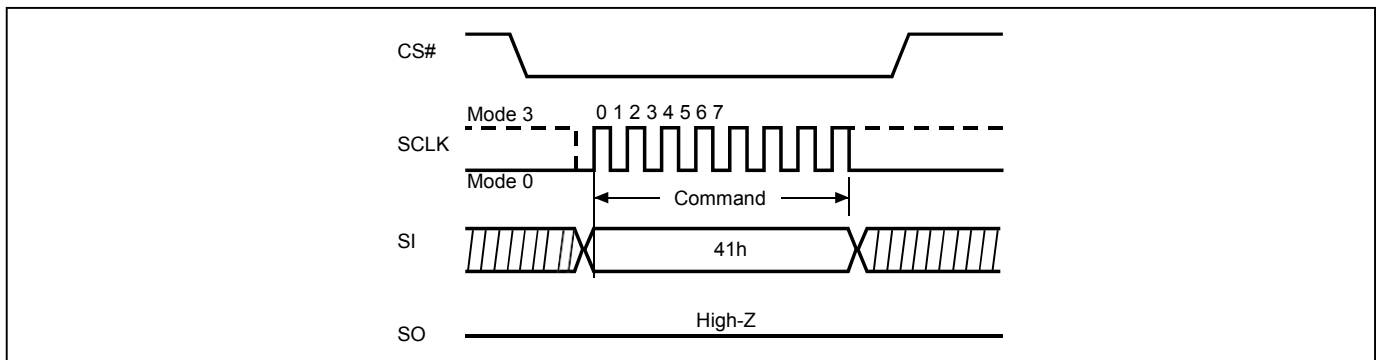 CS#
Mode 3
0 1 2 3 4 5 6 7
SCLK
Mode 0
Command
SI
41h
High-Z
SO